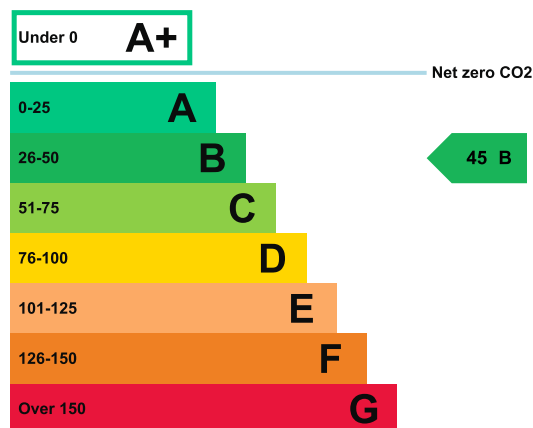 Under 0 A+
Net zero CO2
0-25 A
26-50 B 45 B
51-75 C
76-100 D
101-125 E
126-150 F
Over 150 G